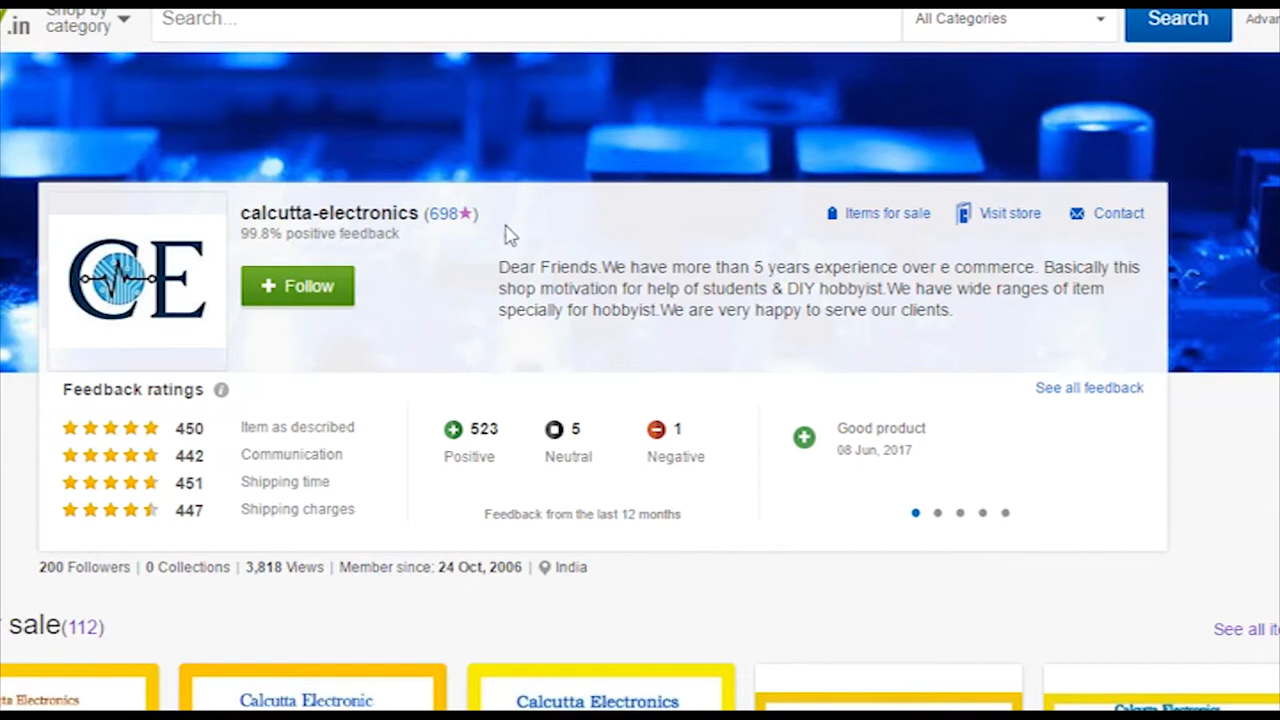 Shop by
category
.in
Search...
All Categories
Search
calcutta-electronics (698★)
99.8% positive feedback
Items for sale
Visit store
Contact
CE
+ Follow
Dear Friends.We have more than 5 years experience over e commerce. Basically this
shop motivation for help of students & DIY hobbyist.We have wide ranges of item
specially for hobbyist.We are very happy to serve our clients.
Feedback ratings
See all feedback
450 Item as described
442 Communication
451 Shipping time
447 Shipping charges
523
Positive
5
Neutral
1
Negative
Feedback from the last 12 months
Good product
08 Jun, 2017
200 Followers | 0 Collections | 3,818 Views | Member since: 24 Oct, 2006 | India
sale(112)
See all
Electronics
Calcutta Electronic
Calcutta Electronics
Calcutta Electronics